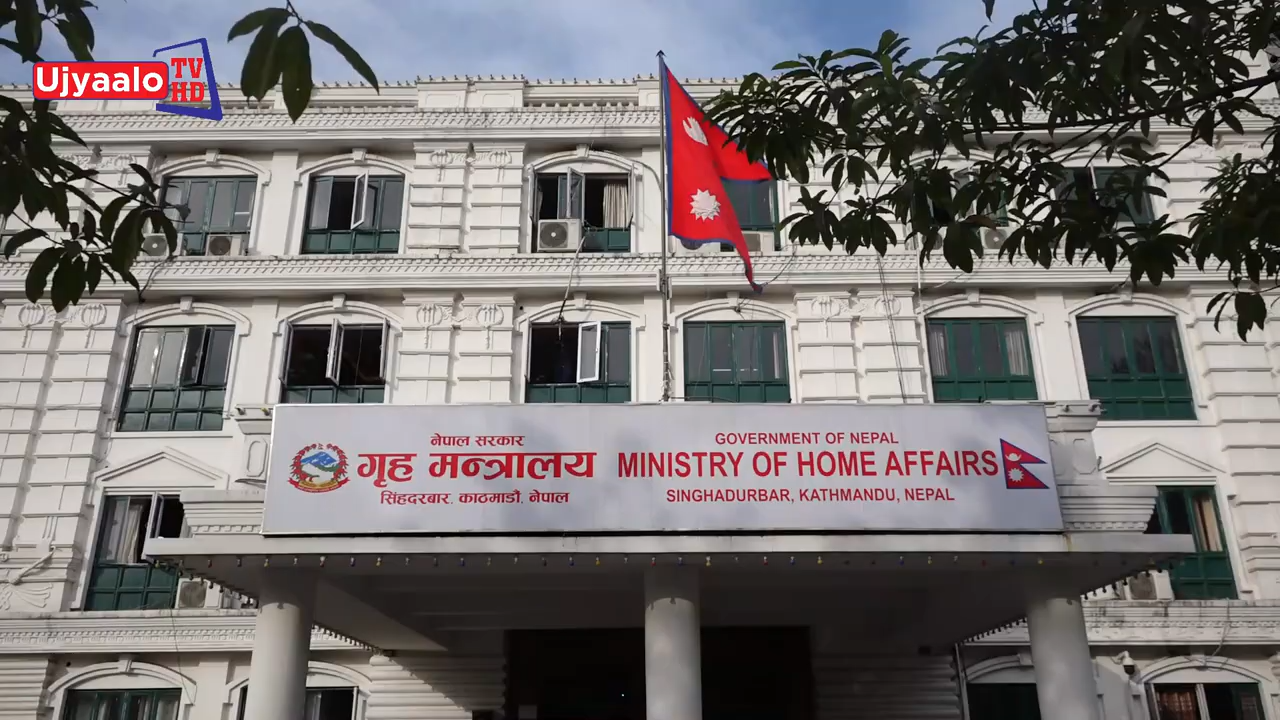 Ujyaalo
TV
HD
नेपाल सरकार
गृह मन्त्रालय
सिंहदरबार, काठमाडौं, नेपाल
GOVERNMENT OF NEPAL
MINISTRY OF HOME AFFAIRS
SINGHADURBAR, KATHMANDU, NEPAL